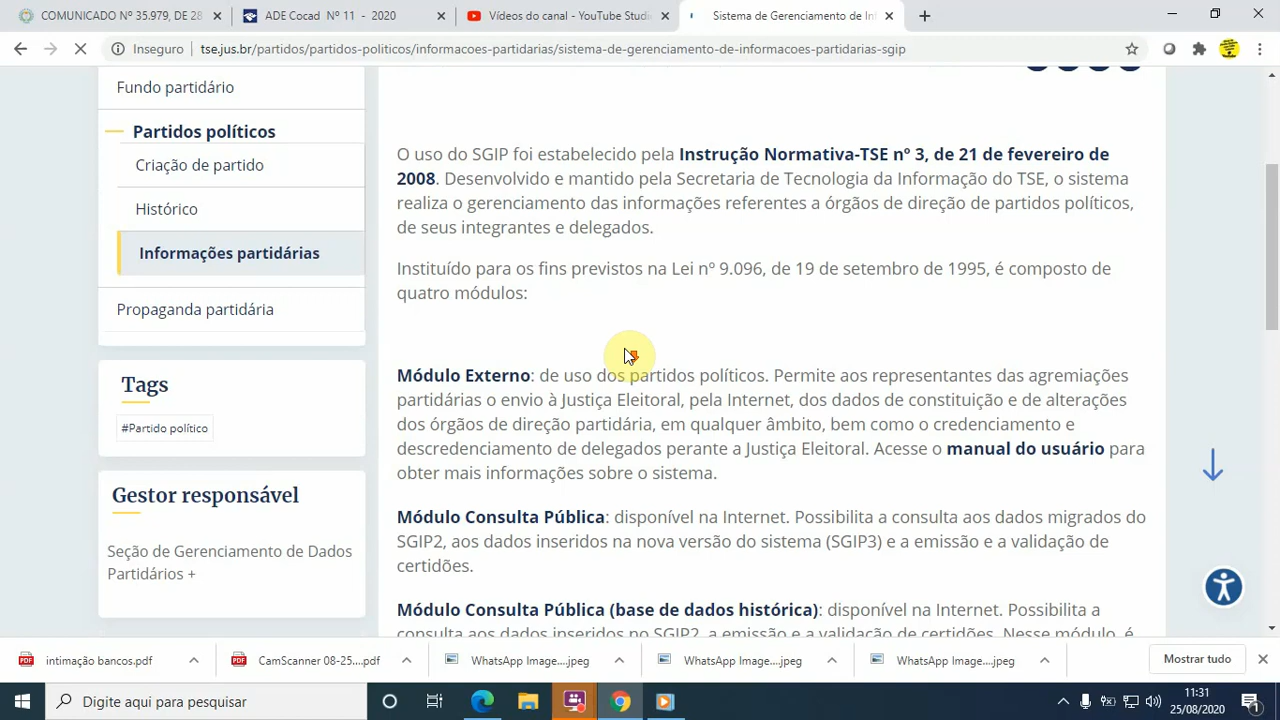 COMUNICADO Nº 35.979, DE 28
ADE Cocad Nº 11 - 2020
Vídeos do canal - YouTube Studi
Sistema de Gerenciamento de In
Inseguro
tse.jus.br/partidos/partidos-politicos/informacoes-partidarias/sistema-de-gerenciamento-de-informacoes-partidarias-sgip
Fundo partidário
Partidos políticos
Criação de partido
Histórico
Informações partidárias
Propaganda partidária
Tags
#Partido político
Gestor responsável
Seção de Gerenciamento de Dados
Partidários +
O uso do SGIP foi estabelecido pela Instrução Normativa-TSE nº 3, de 21 de fevereiro de
2008. Desenvolvido e mantido pela Secretaria de Tecnologia da Informação do TSE, o sistema
realiza o gerenciamento das informações referentes a órgãos de direção de partidos políticos,
de seus integrantes e delegados.
Instituído para os fins previstos na Lei nº 9.096, de 19 de setembro de 1995, é composto de
quatro módulos:
Módulo Externo: de uso dos partidos políticos. Permite aos representantes das agremiações
partidárias o envio à Justiça Eleitoral, pela Internet, dos dados de constituição e de alterações
dos órgãos de direção partidária, em qualquer âmbito, bem como o credenciamento e
descredenciamento de delegados perante a Justiça Eleitoral. Acesse o manual do usuário para
obter mais informações sobre o sistema.
Módulo Consulta Pública: disponível na Internet. Possibilita a consulta aos dados migrados do
SGIP2, aos dados inseridos na nova versão do sistema (SGIP3) e a emissão e a validação de
certidões.
Módulo Consulta Pública (base de dados histórica): disponível na Internet. Possibilita a
consulta aos dados inseridos no SGIP2, a emissão e a validação de certidões. Nesse módulo, é
intimação bancos.pdf
CamScanner 08-25....pdf
WhatsApp Image....jpeg
WhatsApp Image....jpeg
WhatsApp Image....jpeg
Mostrar tudo
Digite aqui para pesquisar
11:31
25/08/2020